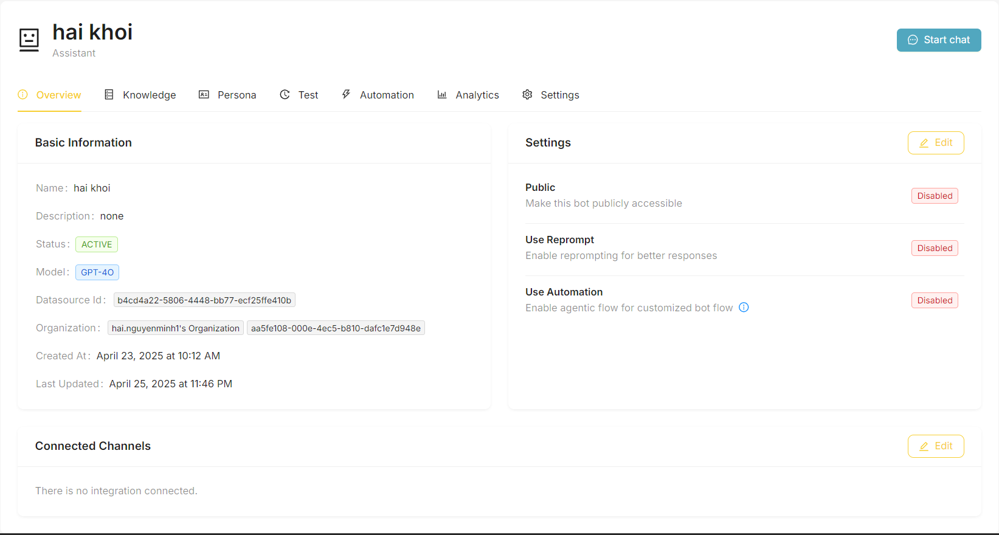 hai khoi
Assistant
Start chat
Overview Knowledge Persona Test Automation Analytics Settings
Basic Information
Name: hai khoi
Description: none
Status: ACTIVE
Model: GPT-4O
Datasource Id: b4cd4a22-5806-4448-bb77-ecf25ffe410b
Organization: hai.nguyenminh1's Organization aa5fe108-000e-4ec5-b810-dafc1e7d948e
Created At: April 23, 2025 at 10:12 AM
Last Updated: April 25, 2025 at 11:46 PM
Settings
Edit
Public
Make this bot publicly accessible
Disabled
Use Reprompt
Enable reprompting for better responses
Disabled
Use Automation
Enable agentic flow for customized bot flow
Disabled
Connected Channels
Edit
There is no integration connected.